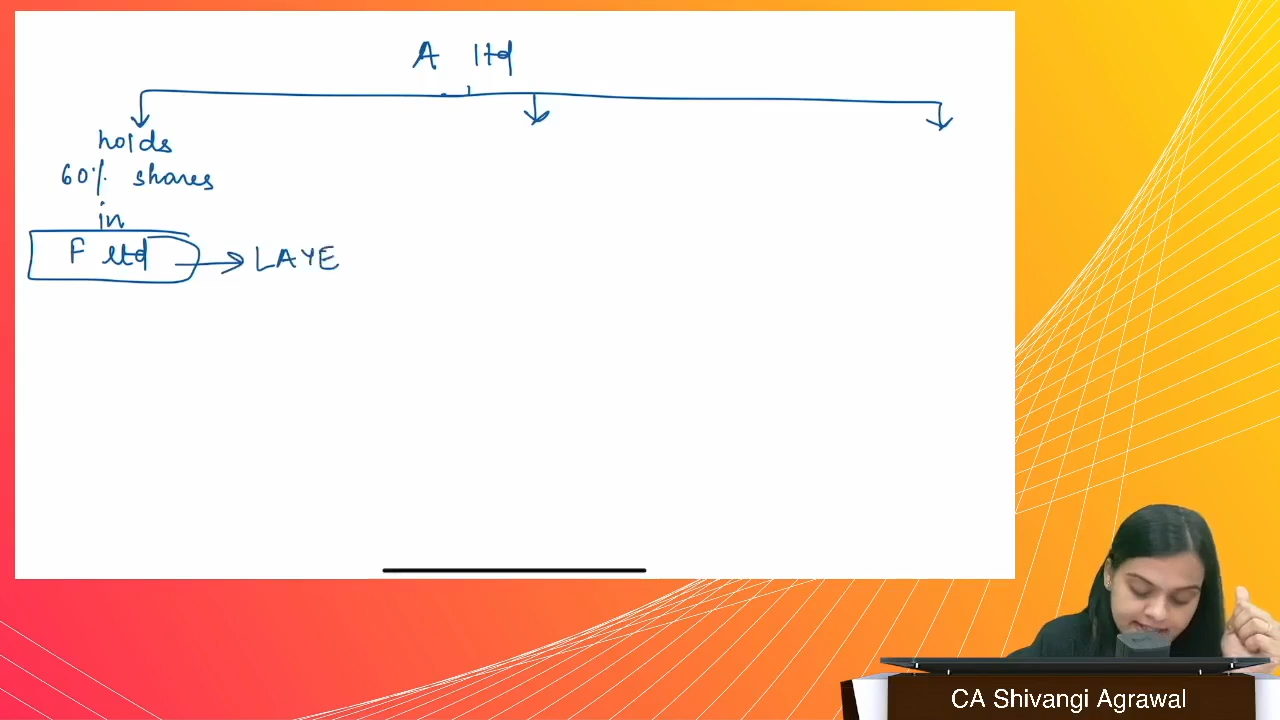 A ltd
holds
60% shares
in
F ltd → LAYE
CA Shivangi Agrawal